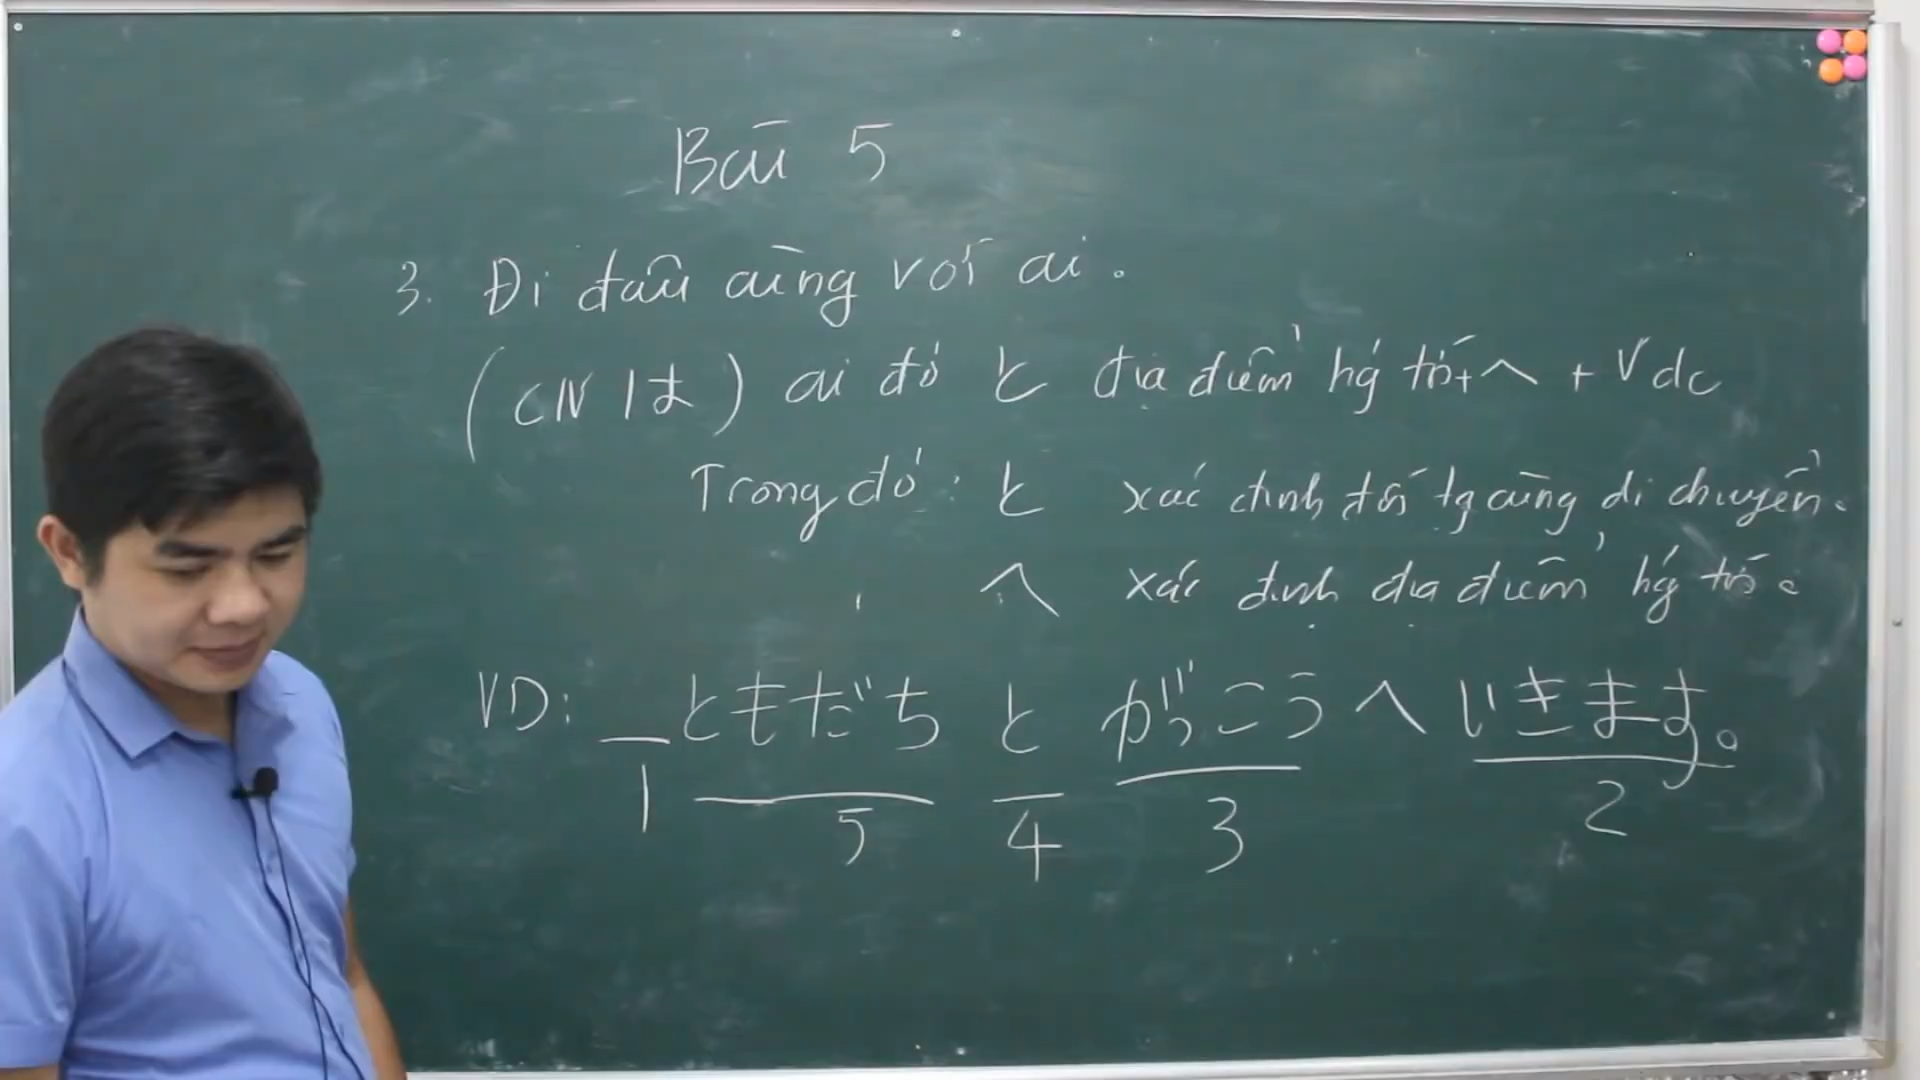 Bài 5
3. Đi đâu cùng với ai.
(CN は) ai đó と địa điểm hg tới + へ + Vdc
Trong đó: と xác định đối tg cùng di chuyển.
へ xác định địa điểm hg tới.
VD: _ ともだち と がっこう へ いきます。
1 5 4 3 2